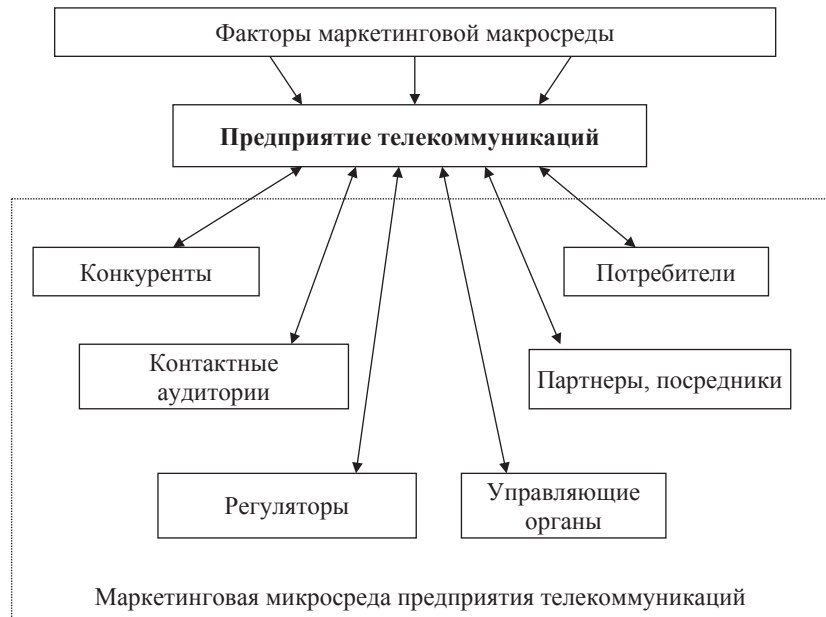 Факторы маркетинговой макросреды
Предприятие телекоммуникаций
Конкуренты
Потребители
Контактные
аудитории
Партнеры, посредники
Регуляторы
Управляющие
органы
Маркетинговая микросреда предприятия телекоммуникаций